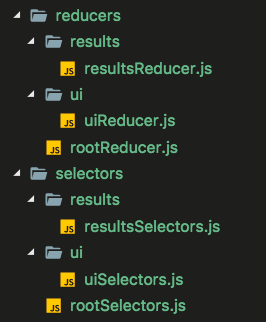 reducers
results
JS resultsReducer.js
ui
JS uiReducer.js
JS rootReducer.js
selectors
results
JS resultsSelectors.js
ui
JS uiSelectors.js
JS rootSelectors.js